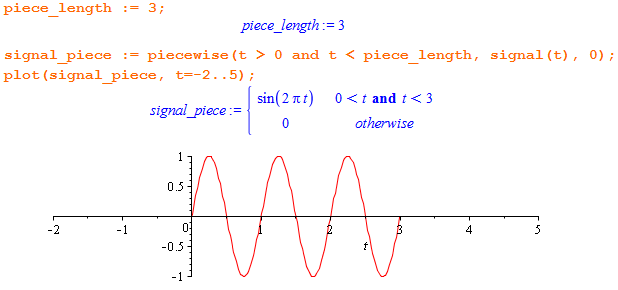 piece_length := 3;
piece_length := 3
signal_piece := piecewise(t > 0 and t < piece_length, signal(t), 0);
plot(signal_piece, t=-2..5);
signal_piece := { sin(2 π t) 0 < t and t < 3
0 otherwise
1
0.5
0
-2 -1 1 2 3 4 5
-0.5
t
-1